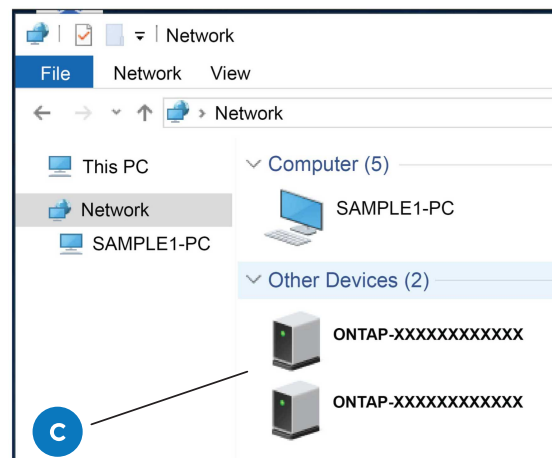 Network
File Network View
Network
This PC
Network
SAMPLE1-PC
Computer (5)
SAMPLE1-PC
Other Devices (2)
ONTAP-XXXXXXXXXXXX
ONTAP-XXXXXXXXXXXX
C